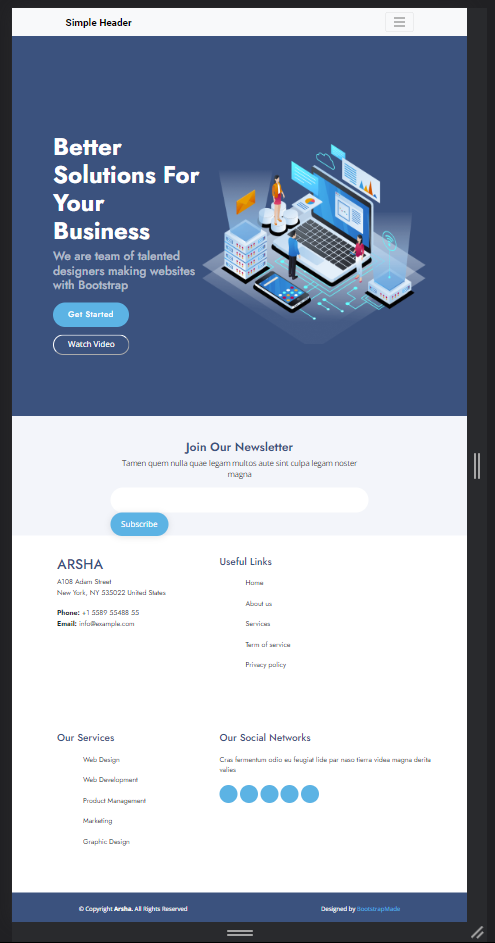 Simple Header
Better
Solutions For
Your
Business
We are team of talented
designers making websites
with Bootstrap
Get Started
Watch Video
Join Our Newsletter
Tamen quem nulla quae legam multos aute sint culpa legam noster
magna
Subscribe
ARSHA
A108 Adam Street
New York, NY 535022 United States
Phone: +1 5589 55488 55
Email: info@example.com
Useful Links
Home
About us
Services
Term of service
Privacy policy
Our Services
Web Design
Web Development
Product Management
Marketing
Graphic Design
Our Social Networks
Cras fermentum odio eu feugiat lide par naso tierra videa magna derita
valies
© Copyright Arsha. All Rights Reserved
Designed by BootstrapMade